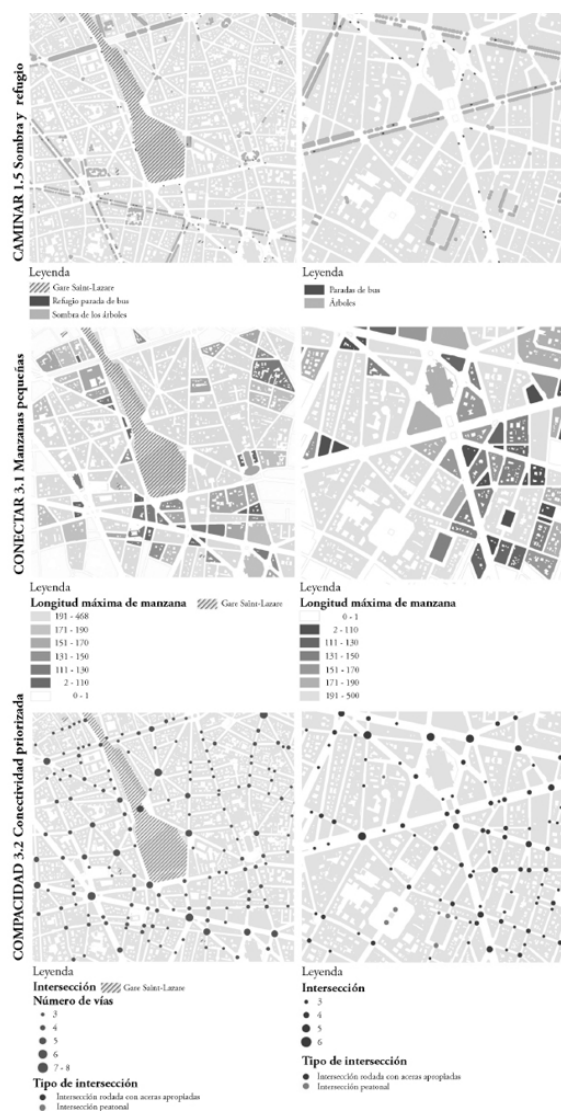 CAMINAR 1.5 Sombra y refugio
Leyenda
Gare Saint-Lazare
Refugio parada de bus
Sombra de los árboles
Leyenda
Paradas de bus
Árboles
CONECTAR 3.1 Manzanas pequeñas
Leyenda
Longitud máxima de manzana
Gare Saint-Lazare
191 - 468
171 - 190
151 - 170
131 - 150
111 - 130
2 - 110
0 - 1
Leyenda
Longitud máxima de manzana
0 - 1
2 - 110
111 - 130
131 - 150
151 - 170
171 - 190
191 - 500
COMPACIDAD 3.2 Conectividad priorizada
Leyenda
Intersección
Gare Saint-Lazare
Número de vías
3
4
5
6
7 - 8
Tipo de intersección
Intersección rodada con aceras apropiadas
Intersección peatonal
Leyenda
Intersección
3
4
5
6
Tipo de intersección
Intersección rodada con aceras apropiadas
Intersección peatonal